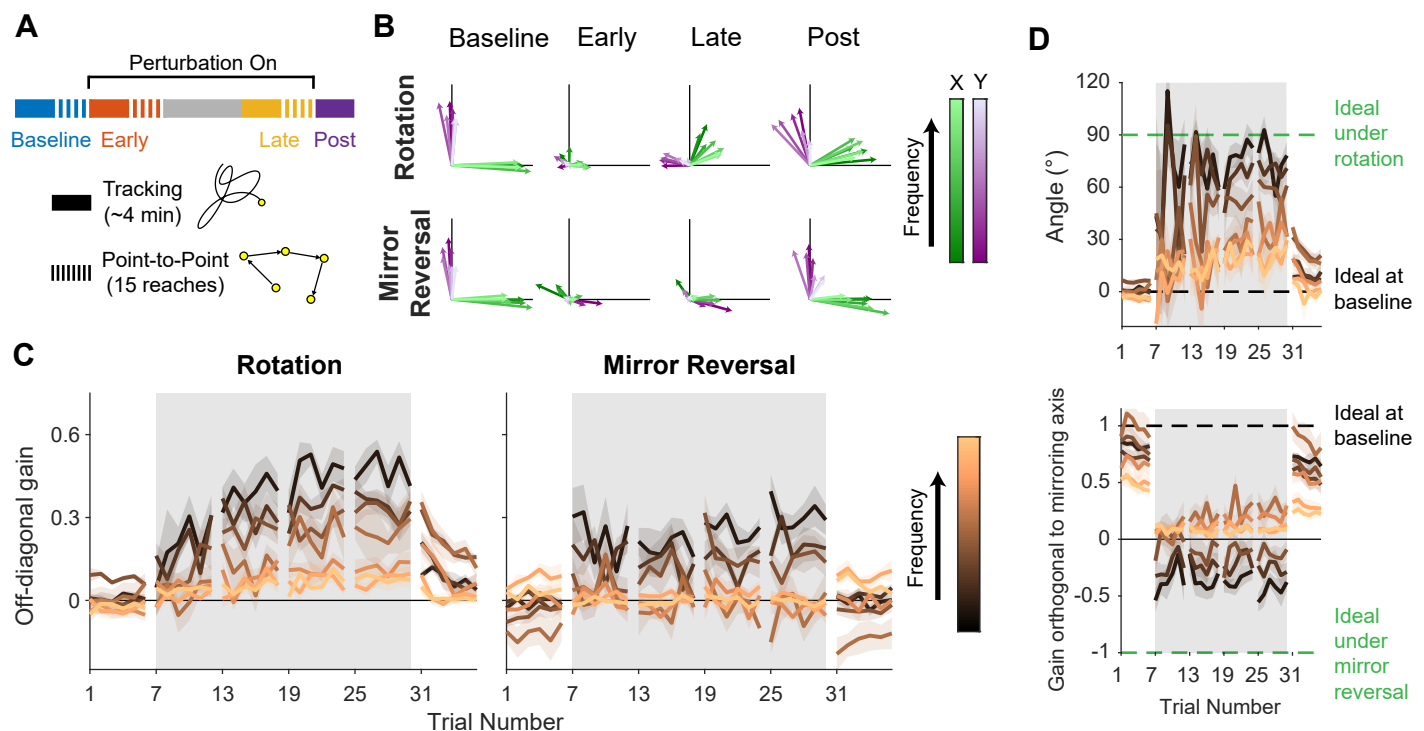 A
Perturbation On
Baseline Early Late Post
Tracking
(~4 min)
Point-to-Point
(15 reaches)
B
Baseline Early Late Post
Rotation
Mirror
Reversal
X Y
Frequency
C
Rotation
Mirror Reversal
Off-diagonal gain
0.6
0.3
0
1 7 13 19 25 31
1 7 13 19 25 31
Trial Number
Frequency
D
Angle (°)
120
90
60
30
0
1 7 13 19 25 31
Ideal
under
rotation
Ideal at
baseline
Gain orthogonal to mirroring axis
1
0.5
0
-0.5
-1
1 7 13 19 25 31
Trial Number
Ideal at
baseline
Ideal
under
mirror
reversal